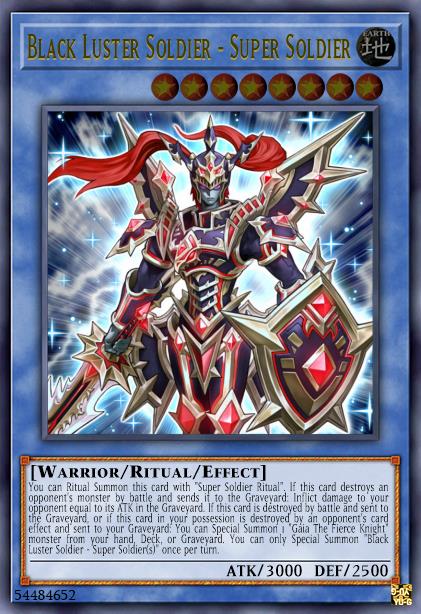 BLACK LUSTER SOLDIER - SUPER SOLDIER
EARTH
地
[WARRIOR/RITUAL/EFFECT]
You can Ritual Summon this card with "Super Soldier Ritual". If this card destroys an
opponent's monster by battle and sends it to the Graveyard: Inflict damage to your
opponent equal to its ATK in the Graveyard. If this card is destroyed by battle and sent to
the Graveyard, or if this card in your possession is destroyed by an opponent's card
effect and sent to your Graveyard: You can Special Summon 1 "Gaia The Fierce Knight"
monster from your hand, Deck, or Graveyard. You can only Special Summon "Black
Luster Soldier - Super Soldier(s)" once per turn.
ATK/3000 DEF/2500
54484652